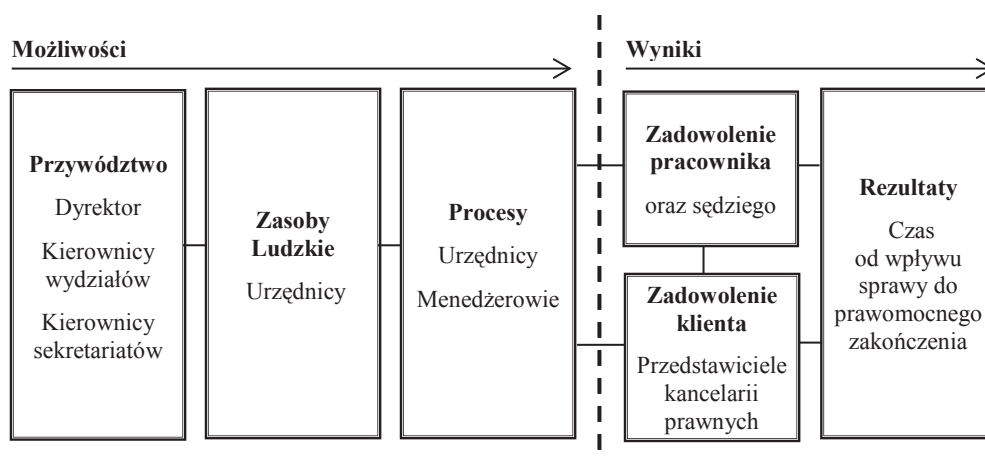 Możliwości
Wyniki
Przywództwo
Dyrektor
Kierownicy
wydziałów
Kierownicy
sekretariatów
Zasoby
Ludzkie
Urzędnicy
Procesy
Urzędnicy
Menedżerowie
Zadowolenie
pracownika
oraz sędziego
Zadowolenie
klienta
Przedstawiciele
kancelarii
prawnych
Rezultaty
Czas
od wpływu
sprawy do
prawomocnego
zakończenia